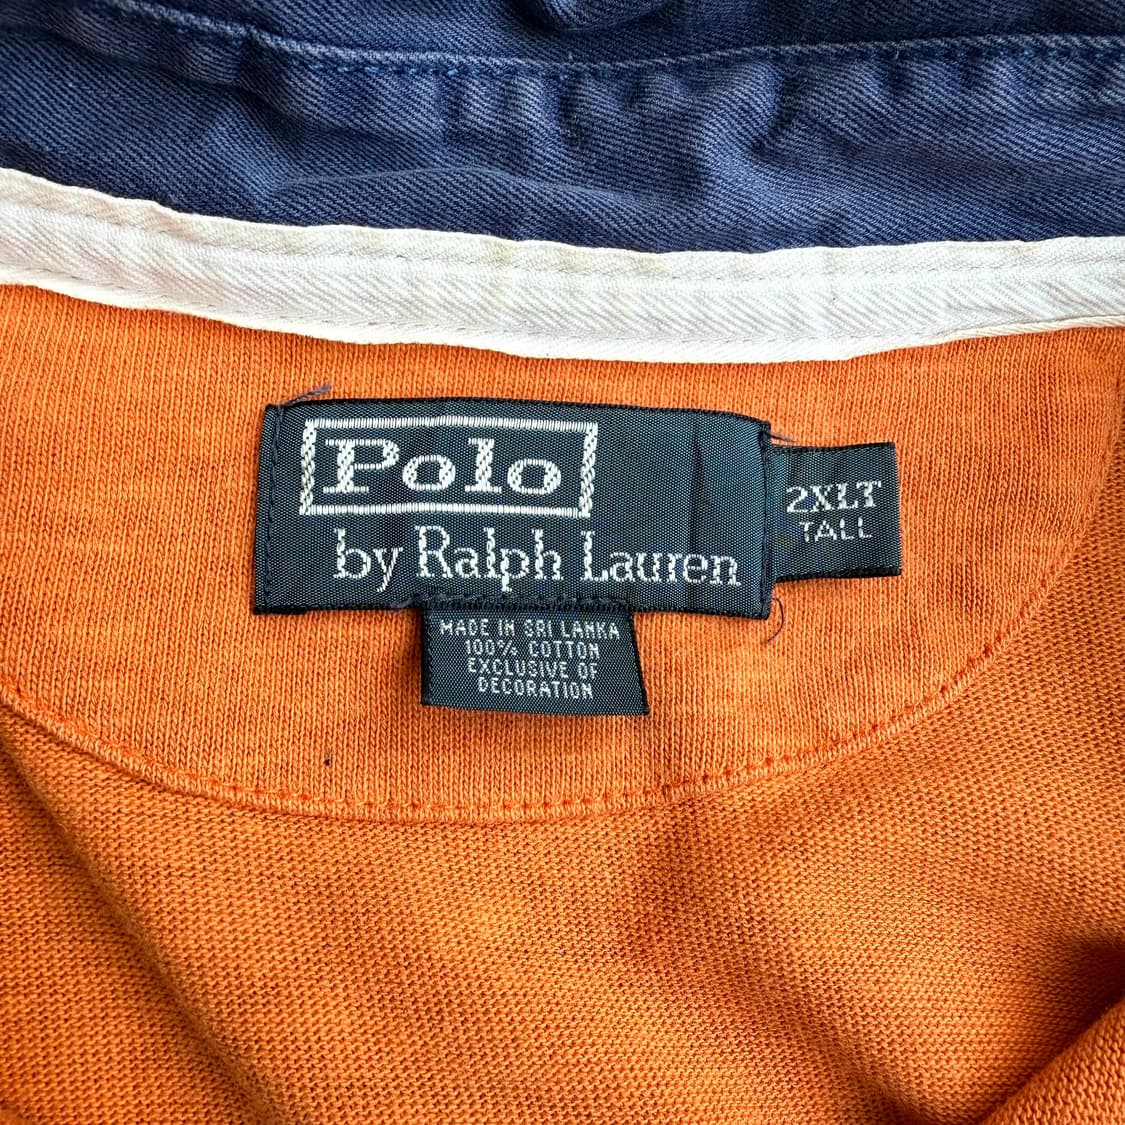 Polo
by Ralph Lauren
2XLT
TALL
MADE IN SRI LANKA
100% COTTON
EXCLUSIVE OF
DECORATION